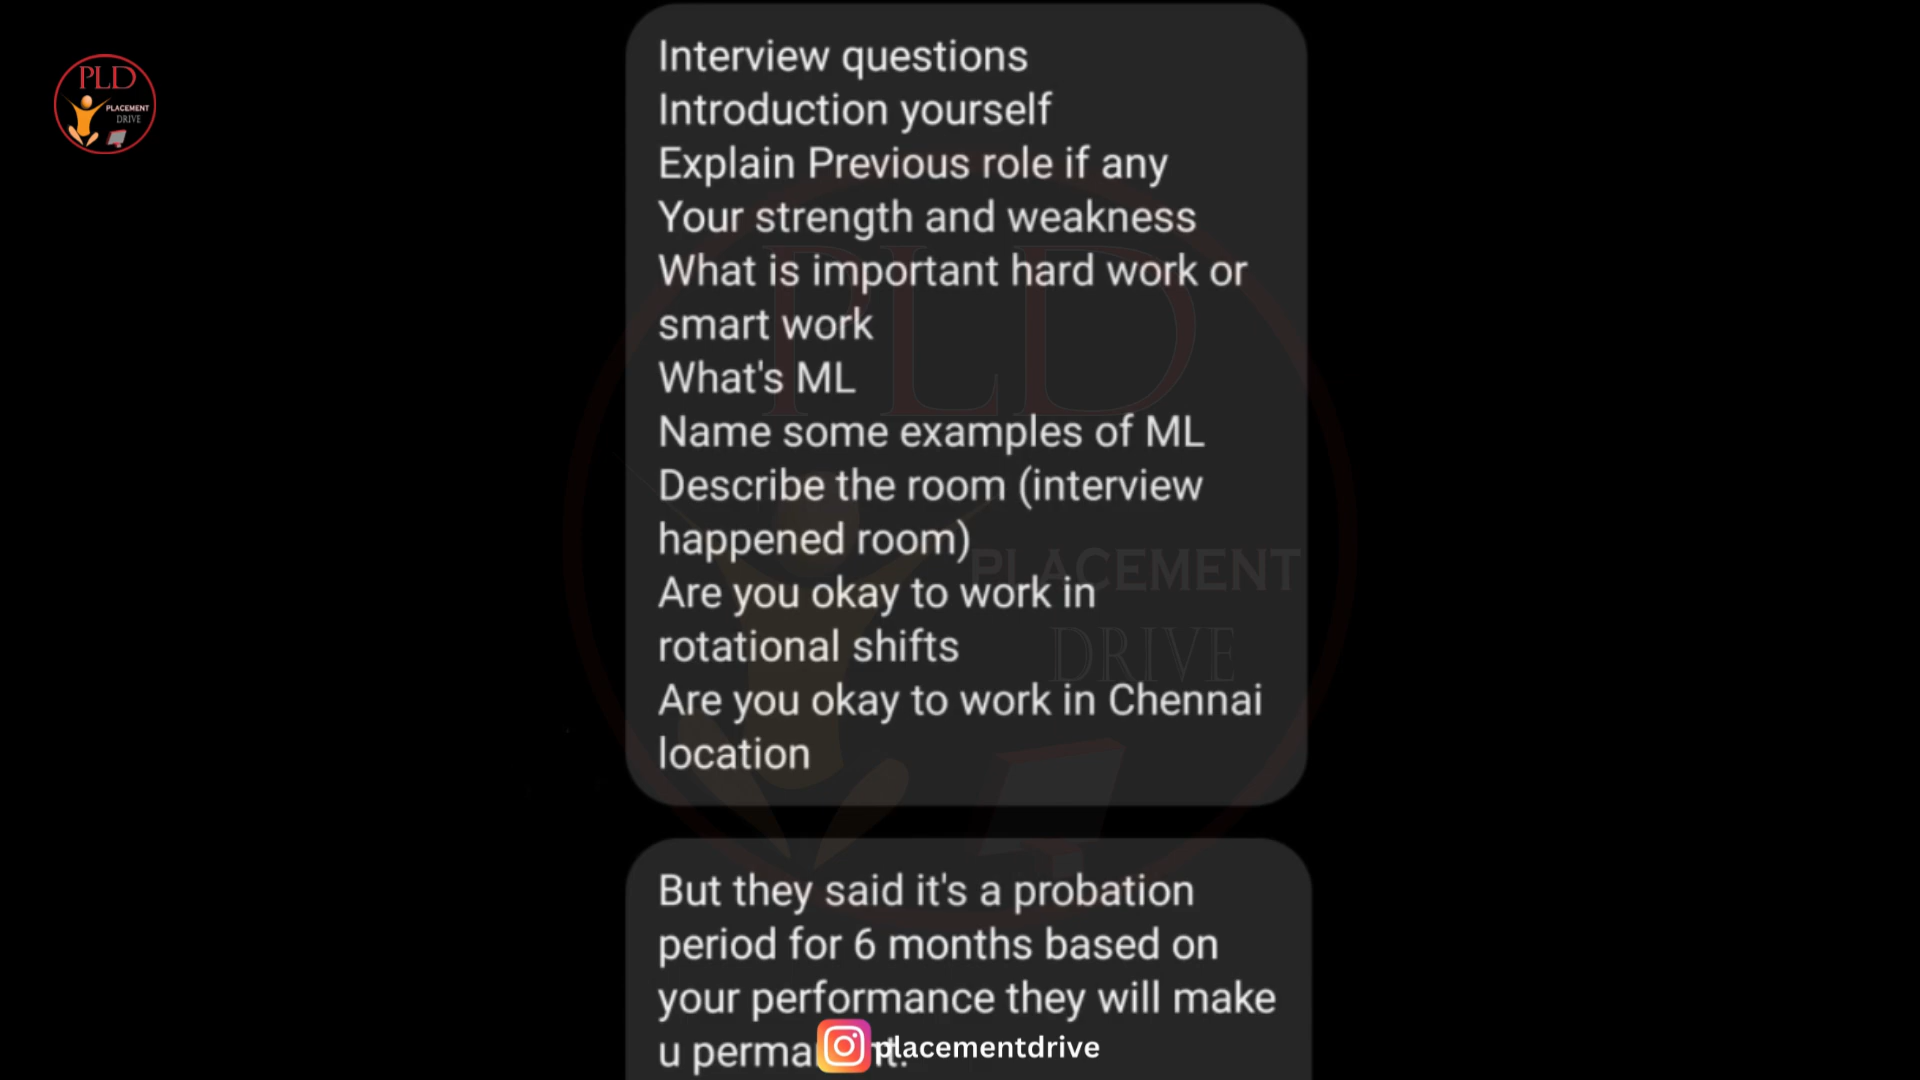 PLD
PLACEMENT
DRIVE
Interview questions
Introduction yourself
Explain Previous role if any
Your strength and weakness
What is important hard work or
smart work
What's ML
Name some examples of ML
Describe the room (interview
happened room)
Are you okay to work in
rotational shifts
Are you okay to work in Chennai
location
PLD
PLACEMENT
DRIVE
But they said it's a probation
period for 6 months based on
your performance they will make
u
placementdrive